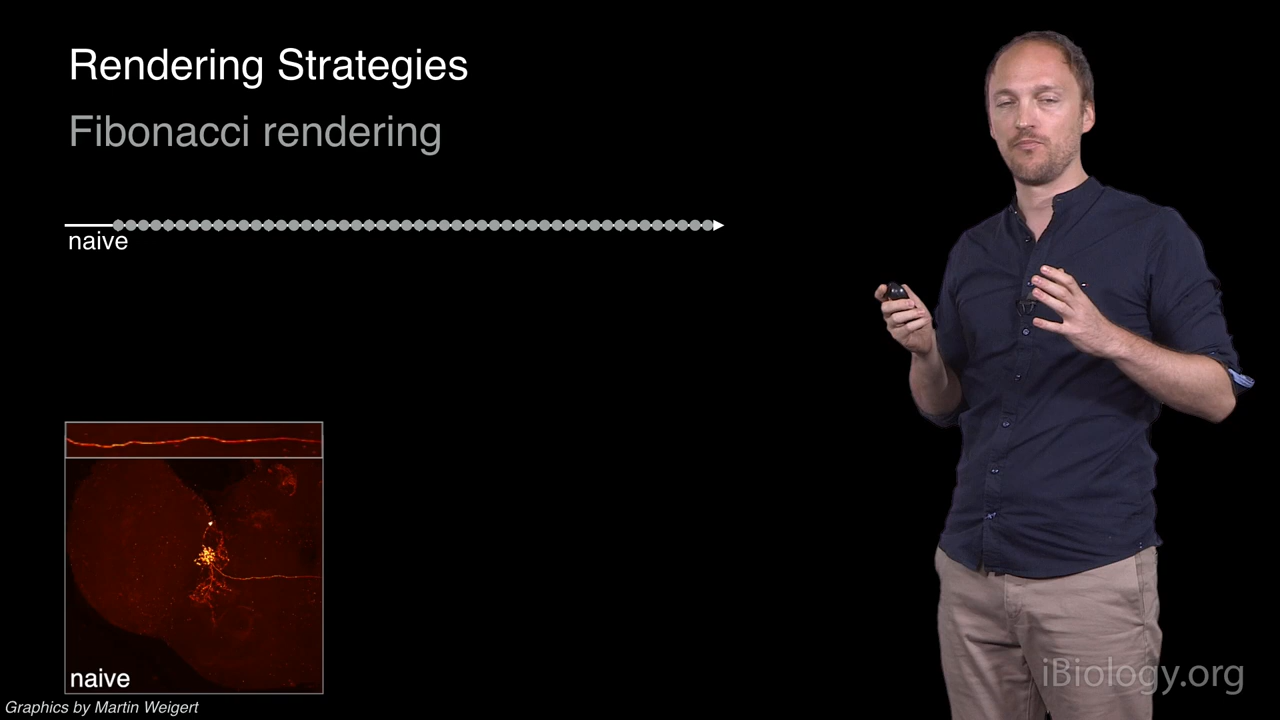 Rendering Strategies
Fibonacci rendering
naive
naive
Graphics by Martin Weigert
iBiology.org